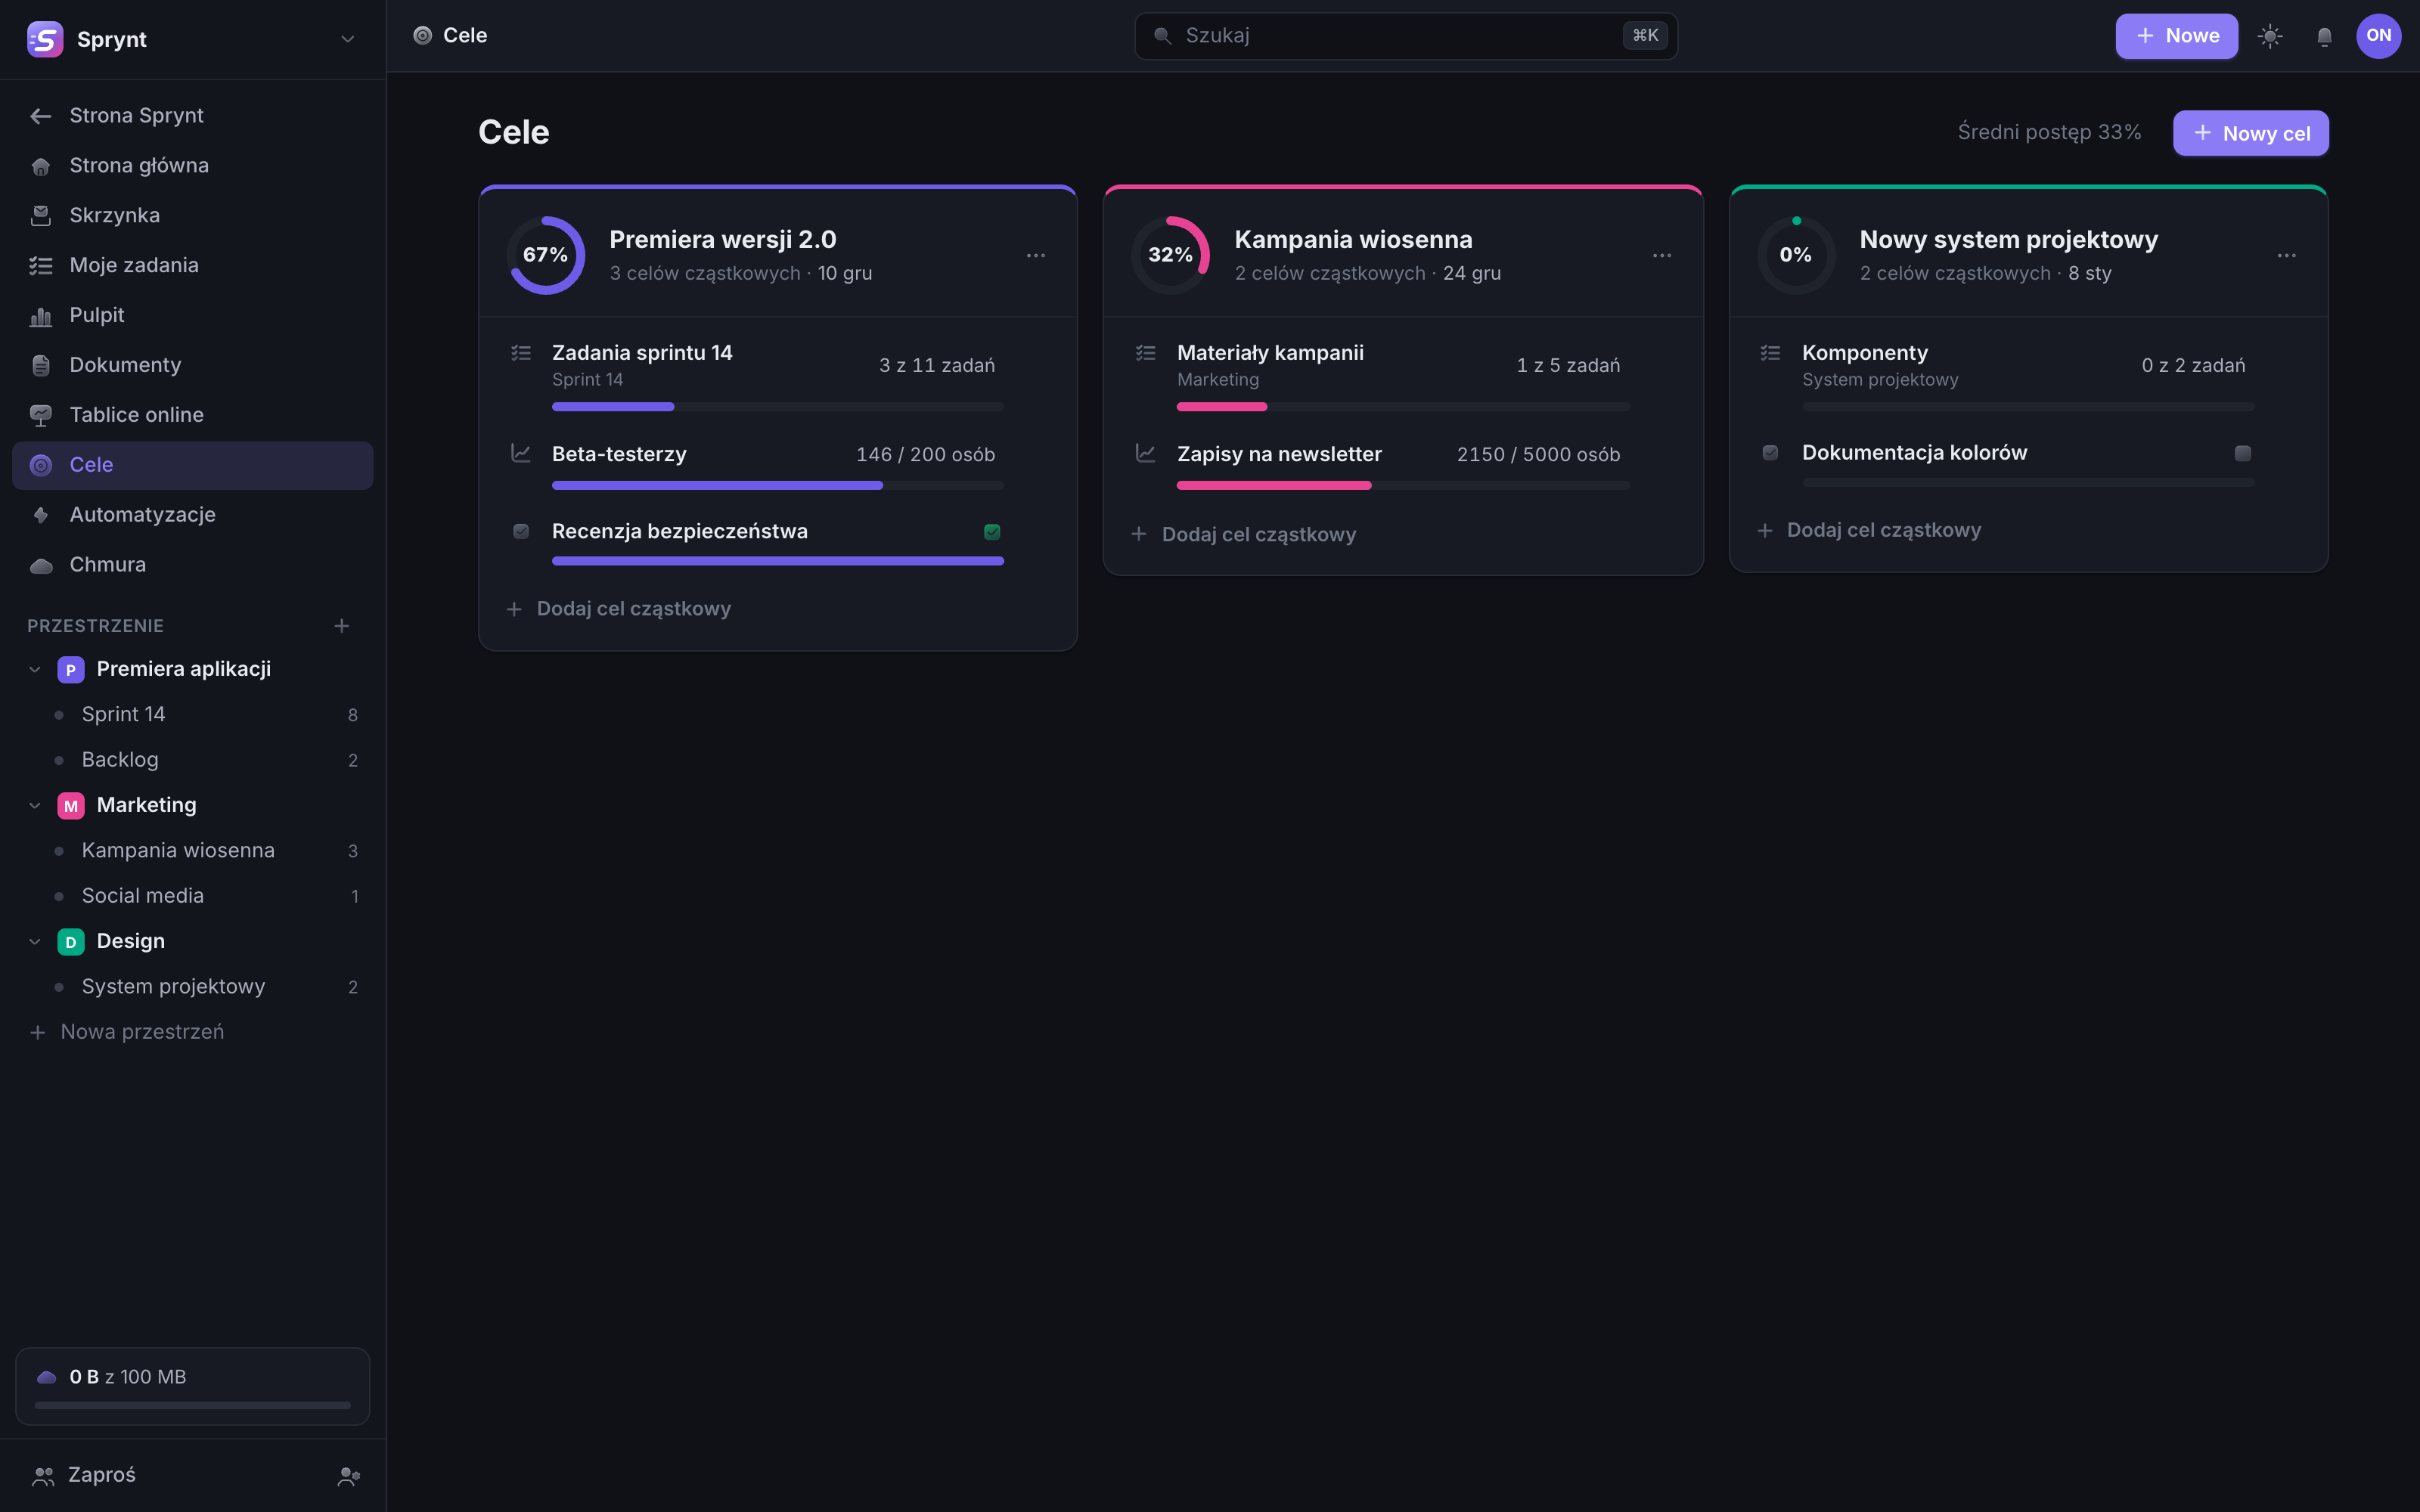 Sprynt
Strona Sprynt
Strona główna
Skrzynka
Moje zadania
Pulpit
Dokumenty
Tablice online
Cele
Automatyzacje
Chmura
PRZESTRZENIE
P Premiera aplikacji
Sprint 14 8
Backlog 2
M Marketing
Kampania wiosenna 3
Social media 1
D Design
System projektowy 2
Nowa przestrzeń
0 B z 100 MB
Zaproś
Cele
Szukaj ⌘K
Nowe
ON
Cele
Średni postęp 33%
Nowy cel
67%
Premiera wersji 2.0
3 celów cząstkowych · 10 gru
Zadania sprintu 14
Sprint 14
3 z 11 zadań
Beta-testerzy
146 / 200 osób
Recenzja bezpieczeństwa
Dodaj cel cząstkowy
32%
Kampania wiosenna
2 celów cząstkowych · 24 gru
Materiały kampanii
Marketing
1 z 5 zadań
Zapisy na newsletter
2150 / 5000 osób
Dodaj cel cząstkowy
0%
Nowy system projektowy
2 celów cząstkowych · 8 sty
Komponenty
System projektowy
0 z 2 zadań
Dokumentacja kolorów
Dodaj cel cząstkowy